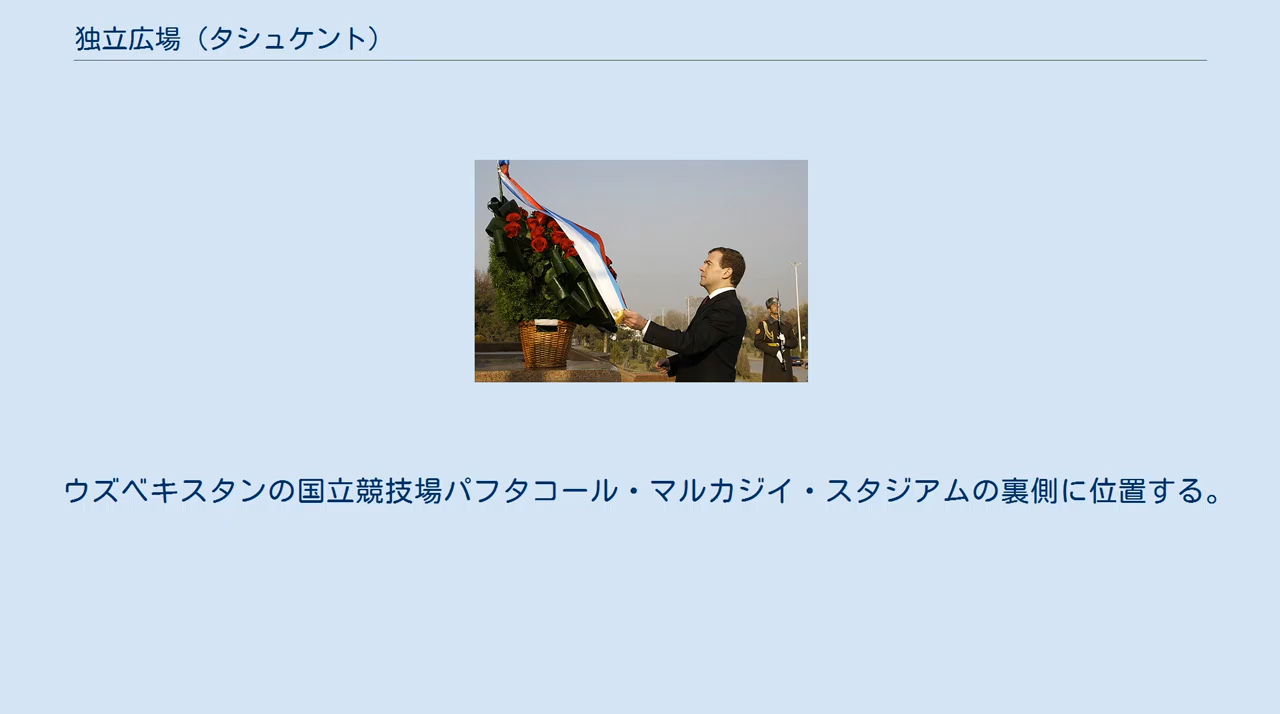 独立広場（タシュケント）
ウズベキスタンの国立競技場パフタコール・マルカジイ・スタジアムの裏側に位置する。